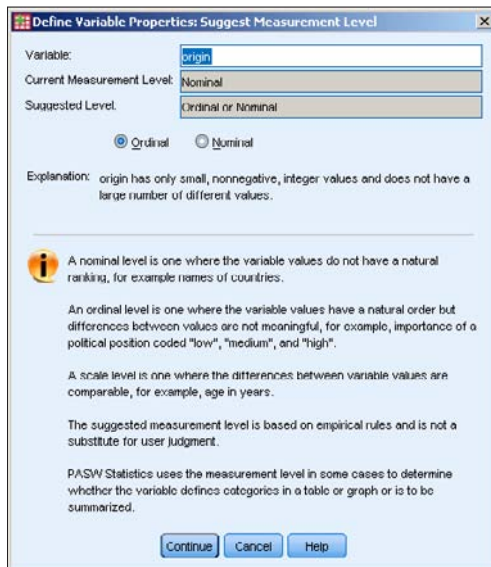 Define Variable Properties: Suggest Measurement Level
Variable: origin
Current Measurement Level: Nominal
Suggested Level: Ordinal or Nominal
Ordinal Nominal
Explanation: origin has only small, nonnegative, integer values and does not have a
large number of different values.
A nominal level is one where the variable values do not have a natural
ranking, for example names of countries.
An ordinal level is one where the variable values have a natural order but
differences between values are not meaningful, for example, importance of a
political position coded "low", "medium", and "high".
A scale level is one where the differences between variable values are
comparable, for example, age in years.
The suggested measurement level is based on empirical rules and is not a
substitute for user judgment.
PASW Statistics uses the measurement level in some cases to determine
whether the variable defines categories in a table or graph or is to be
summarized.
Continue Cancel Help